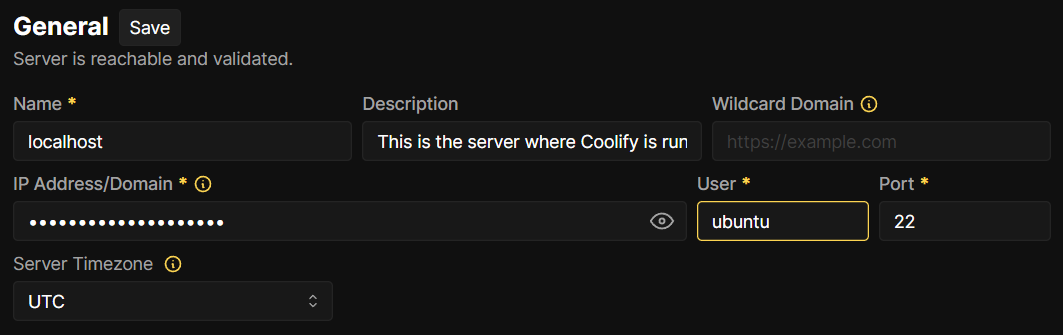 General Save
Server is reachable and validated.
Name * Description Wildcard Domain
localhost This is the server where Coolify is run https://example.com
IP Address/Domain * User * Port *
•••••••••••••••••••• ubuntu 22
Server Timezone
UTC